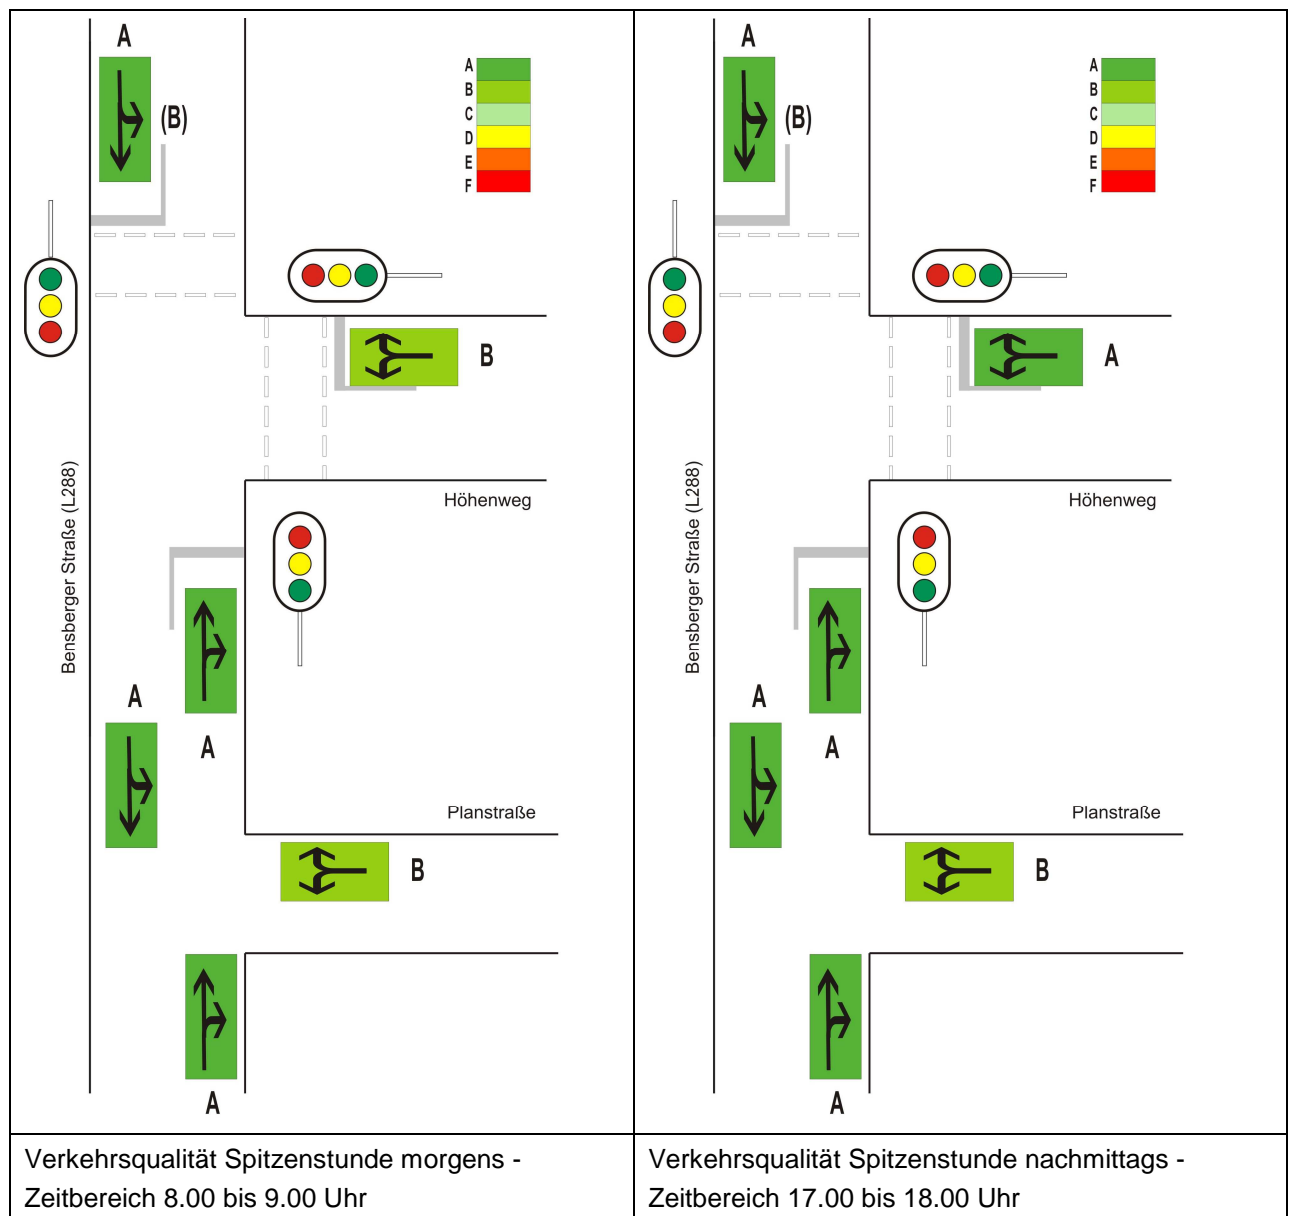 A
(B)
A
B
C
D
E
F
B
Höhenweg
Bensberger Straße (L288)
A
A
Planstraße
B
A
Verkehrsqualität Spitzenstunde morgens -
Zeitbereich 8.00 bis 9.00 Uhr
A
(B)
A
B
C
D
E
F
A
Höhenweg
Bensberger Straße (L288)
A
A
Planstraße
B
A
Verkehrsqualität Spitzenstunde nachmittags -
Zeitbereich 17.00 bis 18.00 Uhr